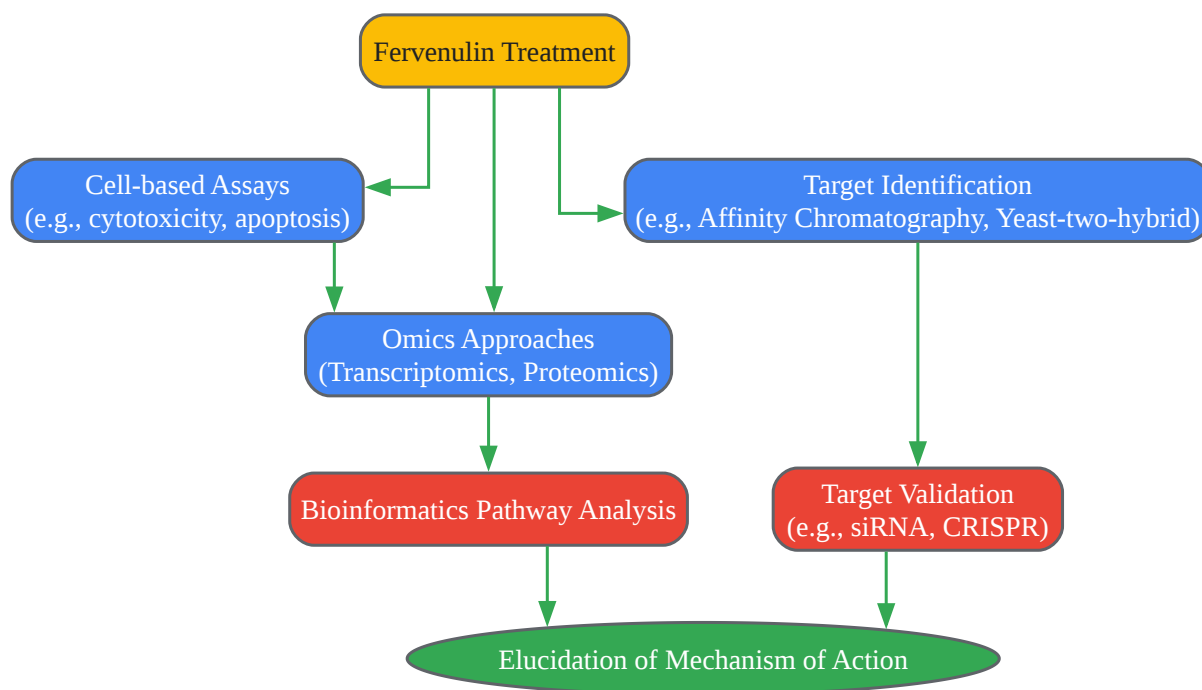 Fervenulin Treatment
Cell-based Assays
(e.g., cytotoxicity, apoptosis)
Target Identification
(e.g., Affinity Chromatography, Yeast-two-hybrid)
Omics Approaches
(Transcriptomics, Proteomics)
Bioinformatics Pathway Analysis
Target Validation
(e.g., siRNA, CRISPR)
Elucidation of Mechanism of Action